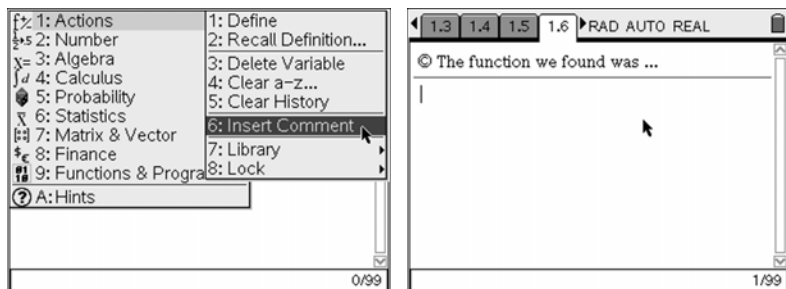 1: Actions
2: Number
3: Algebra
4: Calculus
5: Probability
6: Statistics
7: Matrix & Vector
8: Finance
9: Functions & Progra
A: Hints
1: Define
2: Recall Definition...
3: Delete Variable
4: Clear a-z...
5: Clear History
6: Insert Comment
7: Library
8: Lock
0/99
1.3 1.4 1.5 1.6 RAD AUTO REAL
© The function we found was ...
1/99